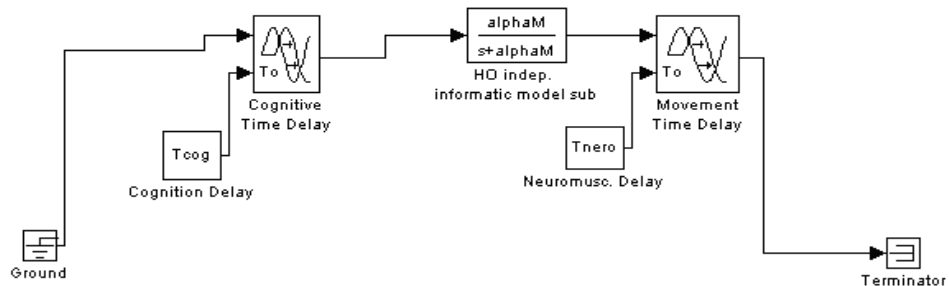 alphaM
s+alphaM
To
Cognitive
Time Delay
HO indep.
informatic model sub
To
Movement
Time Delay
Tcog
Cognition Delay
Tnero
Neuromusc. Delay
Ground
Terminator